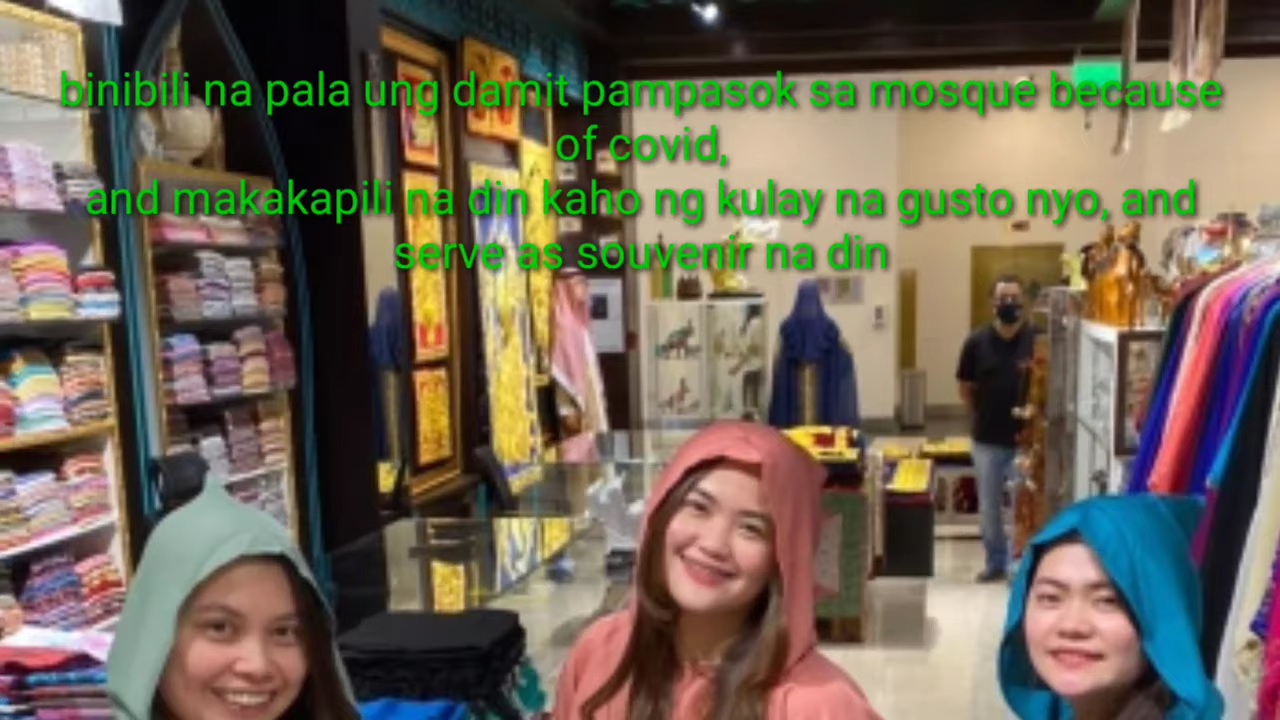 binibili na pala ung damit pampasok sa mosque because
of covid,
and makakapili na din kaho ng kulay na gusto nyo, and
serve as souvenir na din